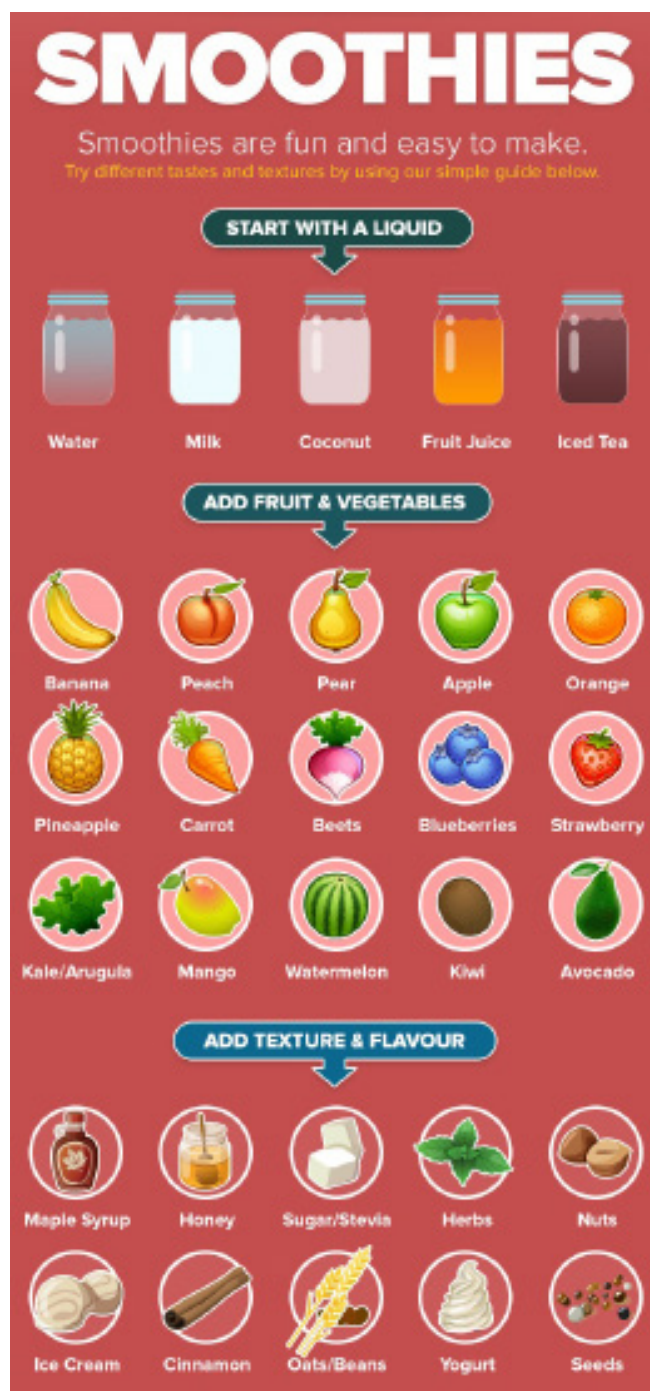 SMOOTHIES
Smoothies are fun and easy to make.
Try different tastes and textures by using our simple guide below.
START WITH A LIQUID
Water Milk Coconut Fruit Juice Iced Tea
ADD FRUIT & VEGETABLES
Banana Peach Pear Apple Orange
Pineapple Carrot Beets Blueberries Strawberry
Kale/Arugula Mango Watermelon Kiwi Avocado
ADD TEXTURE & FLAVOUR
Maple Syrup Honey Sugar/Stevia Herbs Nuts
Ice Cream Cinnamon Oats/Beans Yogurt Seeds